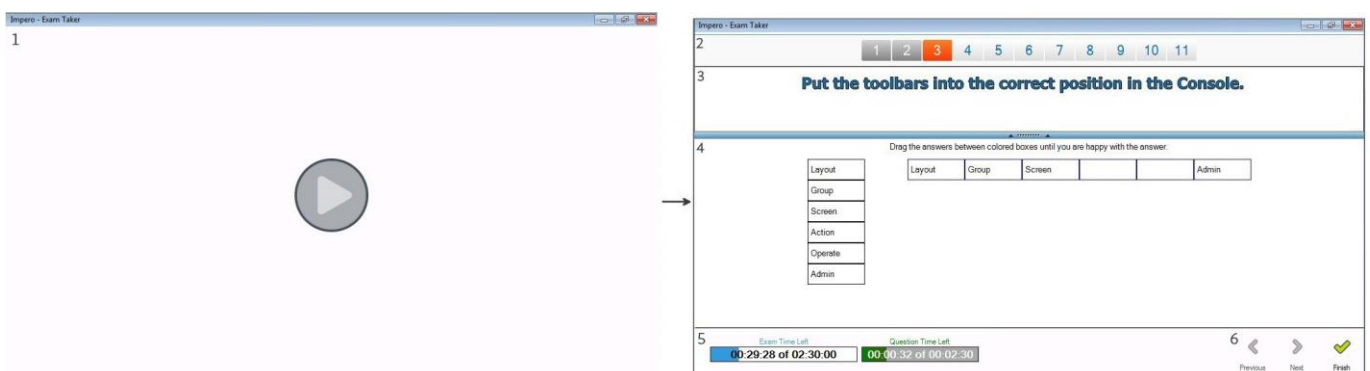 Impero - Exam Taker
1
Impero - Exam Taker
2
1 2 3 4 5 6 7 8 9 10 11
3
Put the toolbars into the correct position in the Console.
4
Drag the answers between colored boxes until you are happy with the answer.
Layout
Group
Screen
Action
Operate
Admin
Layout Group Screen Admin
5
Exam Time Left
00:29:28 of 02:30:00
Question Time Left
00:00:32 of 00:02:30
6
Previous Next Finish